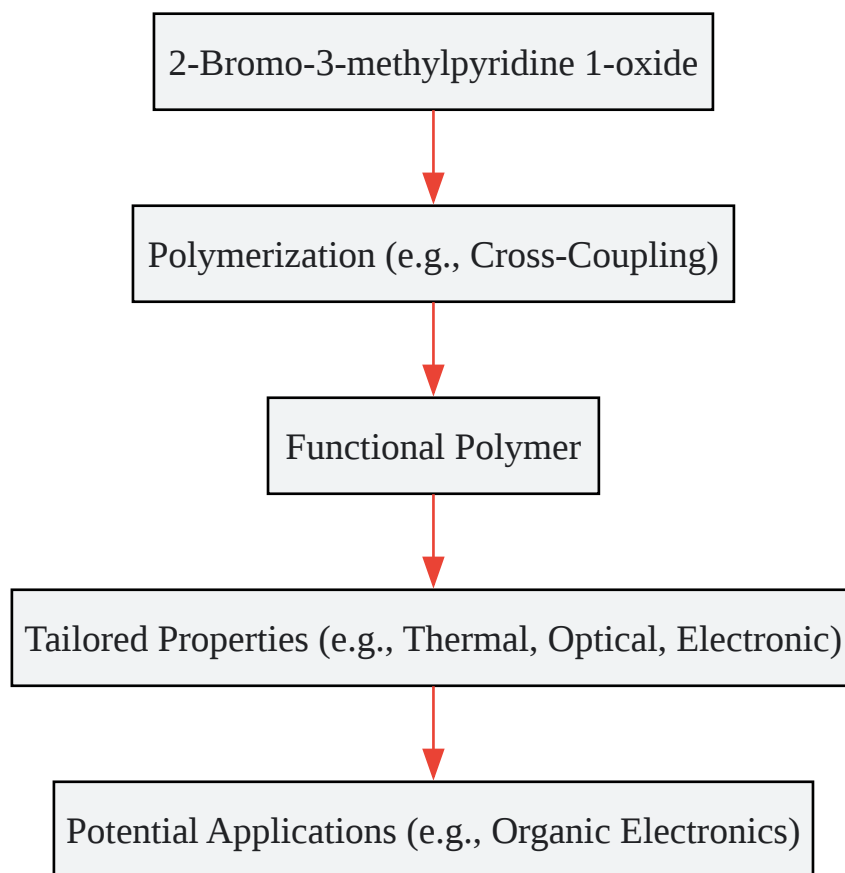 2-Bromo-3-methylpyridine 1-oxide
Polymerization (e.g., Cross-Coupling)
Functional Polymer
Tailored Properties (e.g., Thermal, Optical, Electronic)
Potential Applications (e.g., Organic Electronics)